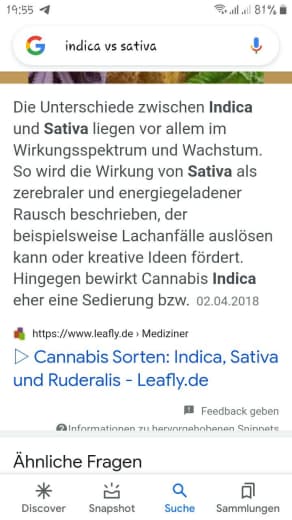 19:55 81%
indica vs sativa
Die Unterschiede zwischen Indica
und Sativa liegen vor allem im
Wirkungsspektrum und Wachstum.
So wird die Wirkung von Sativa als
zerebraler und energiegeladener
Rausch beschrieben, der
beispielsweise Lachanfälle auslösen
kann oder kreative Ideen fördert.
Hingegen bewirkt Cannabis Indica
eher eine Sedierung bzw. 02.04.2018
https://www.leafly.de › Mediziner
▷ Cannabis Sorten: Indica, Sativa
und Ruderalis - Leafly.de
Feedback geben
Informationen zu hervorgehobenen Snippets
Ähnliche Fragen
Discover Snapshot Suche Sammlungen